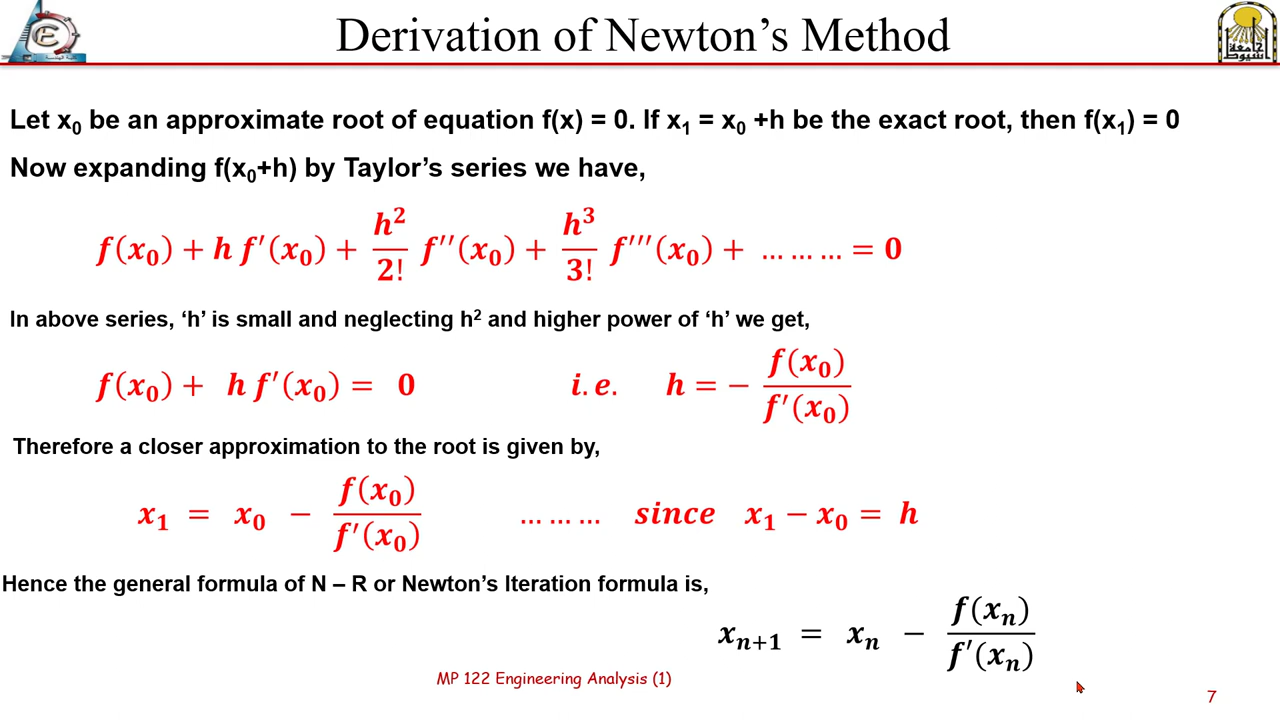 Derivation of Newton's Method
Let x₀ be an approximate root of equation f(x) = 0. If x₁ = x₀ +h be the exact root, then f(x₁) = 0
Now expanding f(x₀+h) by Taylor's series we have,
f(x₀) + h f′(x₀) + h²/2! f′′(x₀) + h³/3! f′′′(x₀) + … … … = 0
In above series, 'h' is small and neglecting h² and higher power of 'h' we get,
f(x₀) + h f′(x₀) = 0 i.e. h = − f(x₀)/f′(x₀)
Therefore a closer approximation to the root is given by,
x₁ = x₀ − f(x₀)/f′(x₀) … … … since x₁ − x₀ = h
Hence the general formula of N – R or Newton's Iteration formula is,
xₙ₊₁ = xₙ − f(xₙ)/f′(xₙ)
MP 122 Engineering Analysis (1)
7